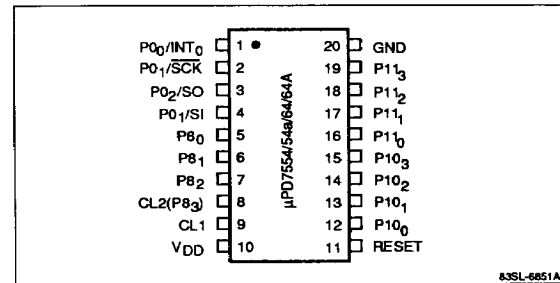 P0₀/INT₀ 1 20 GND
P0₁/SCK 2 19 P11₃
P0₂/SO 3 18 P11₂
P0₁/SI 4 17 P11₁
P8₀ 5 16 P11₀
P8₁ 6 15 P10₃
P8₂ 7 14 P10₂
CL2(P8₃) 8 13 P10₁
CL1 9 12 P10₀
VDD 10 11 RESET
µPD7554/54a/64/64A
83SL-6851A